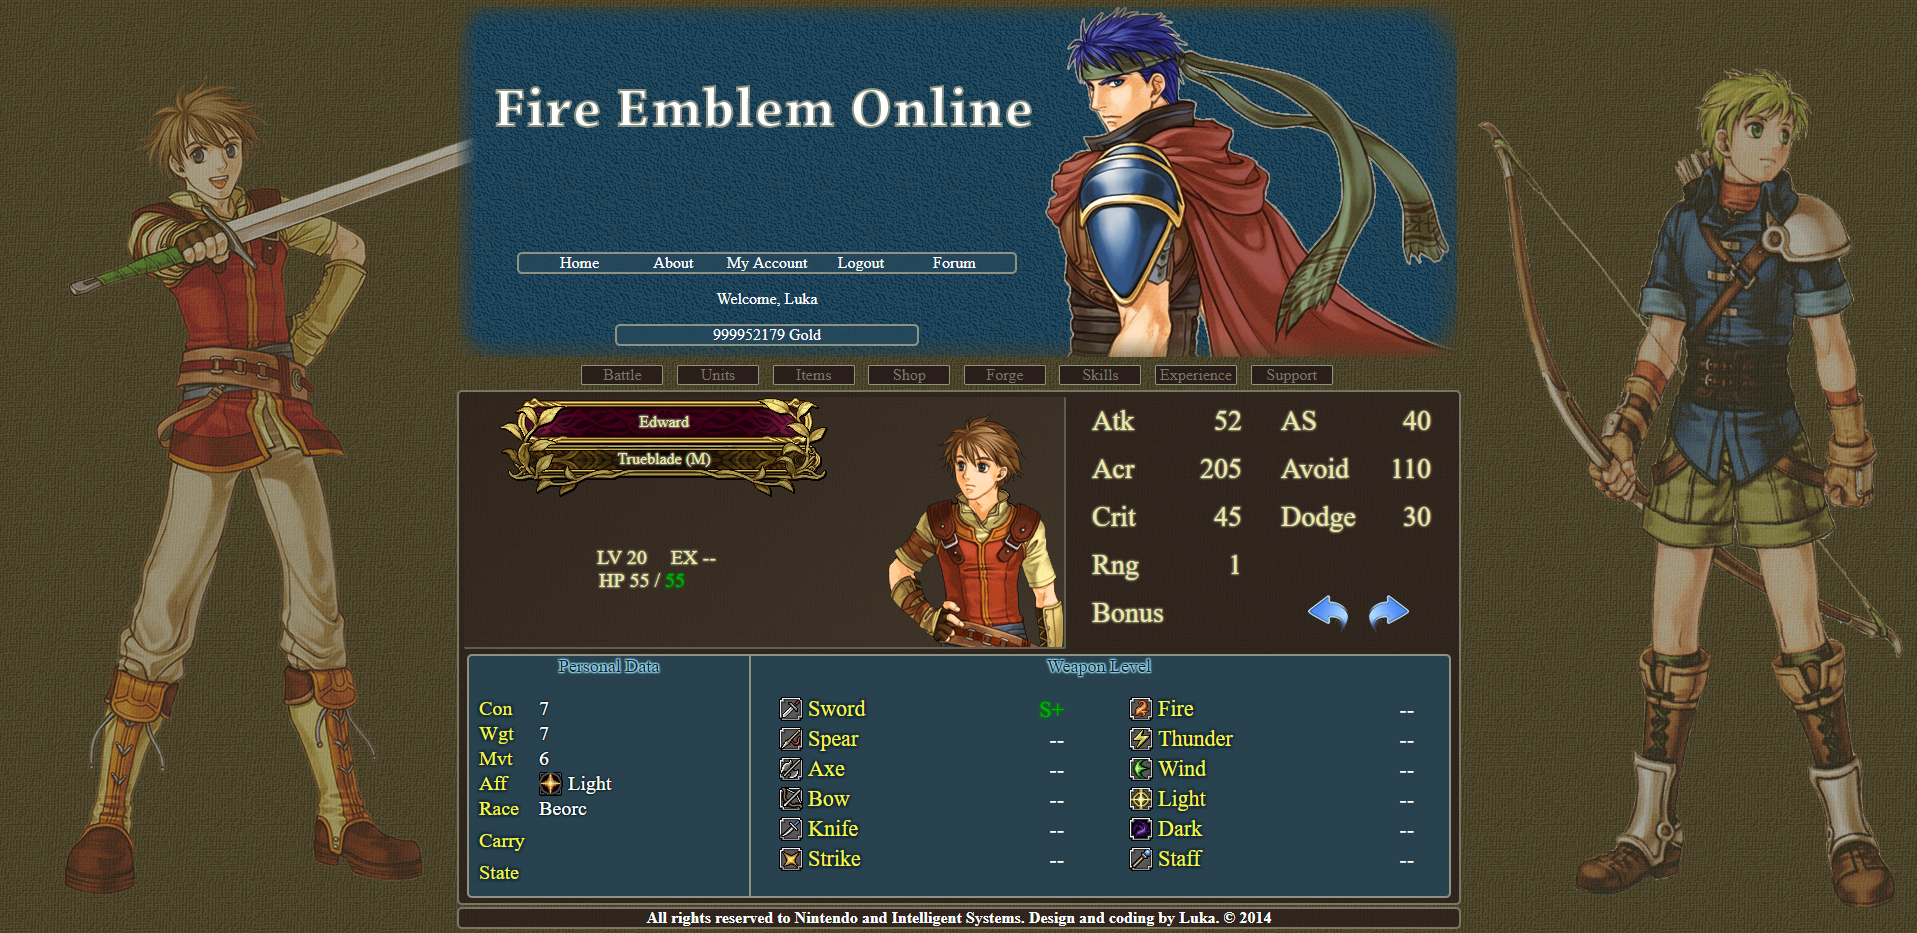 Fire Emblem Online
Home About My Account Logout Forum
Welcome, Luka
999952179 Gold
Battle Units Items Shop Forge Skills Experience Support
Edward
Trueblade (M)
LV 20 EX --
HP 55 / 55
Atk 52 AS 40
Acr 205 Avoid 110
Crit 45 Dodge 30
Rng 1
Bonus
Personal Data
Con 7
Wgt 7
Mvt 6
Aff Light
Race Beorc
Carry
State
Weapon Level
Sword S+ Fire --
Spear -- Thunder --
Axe -- Wind --
Bow -- Light --
Knife -- Dark --
Strike -- Staff --
All rights reserved to Nintendo and Intelligent Systems. Design and coding by Luka. © 2014